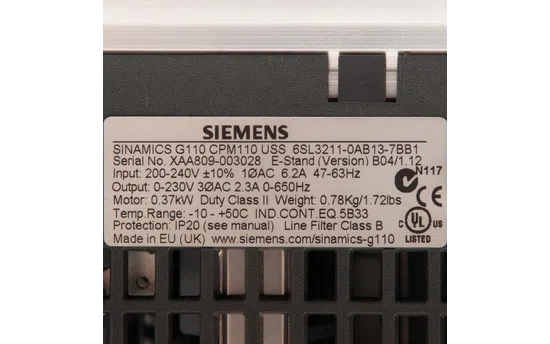 SIEMENS
SINAMICS G110 CPM110 USS 6SL3211-0AB13-7BB1
Serial No. XAA809-003028 E-Stand (Version) B04/1.12
Input: 200-240V ±10% 1ØAC 6.2A 47-63Hz
Output: 0-230V 3ØAC 2.3A 0-650Hz
Motor: 0.37kW Duty Class II Weight: 0.78Kg/1.72lbs
Temp.Range: -10 - +50C IND.CONT.EQ.5B33
Protection: IP20 (see manual) Line Filter Class B
Made in EU (UK) www.siemens.com/sinamics-g110
N117
C UL US
LISTED